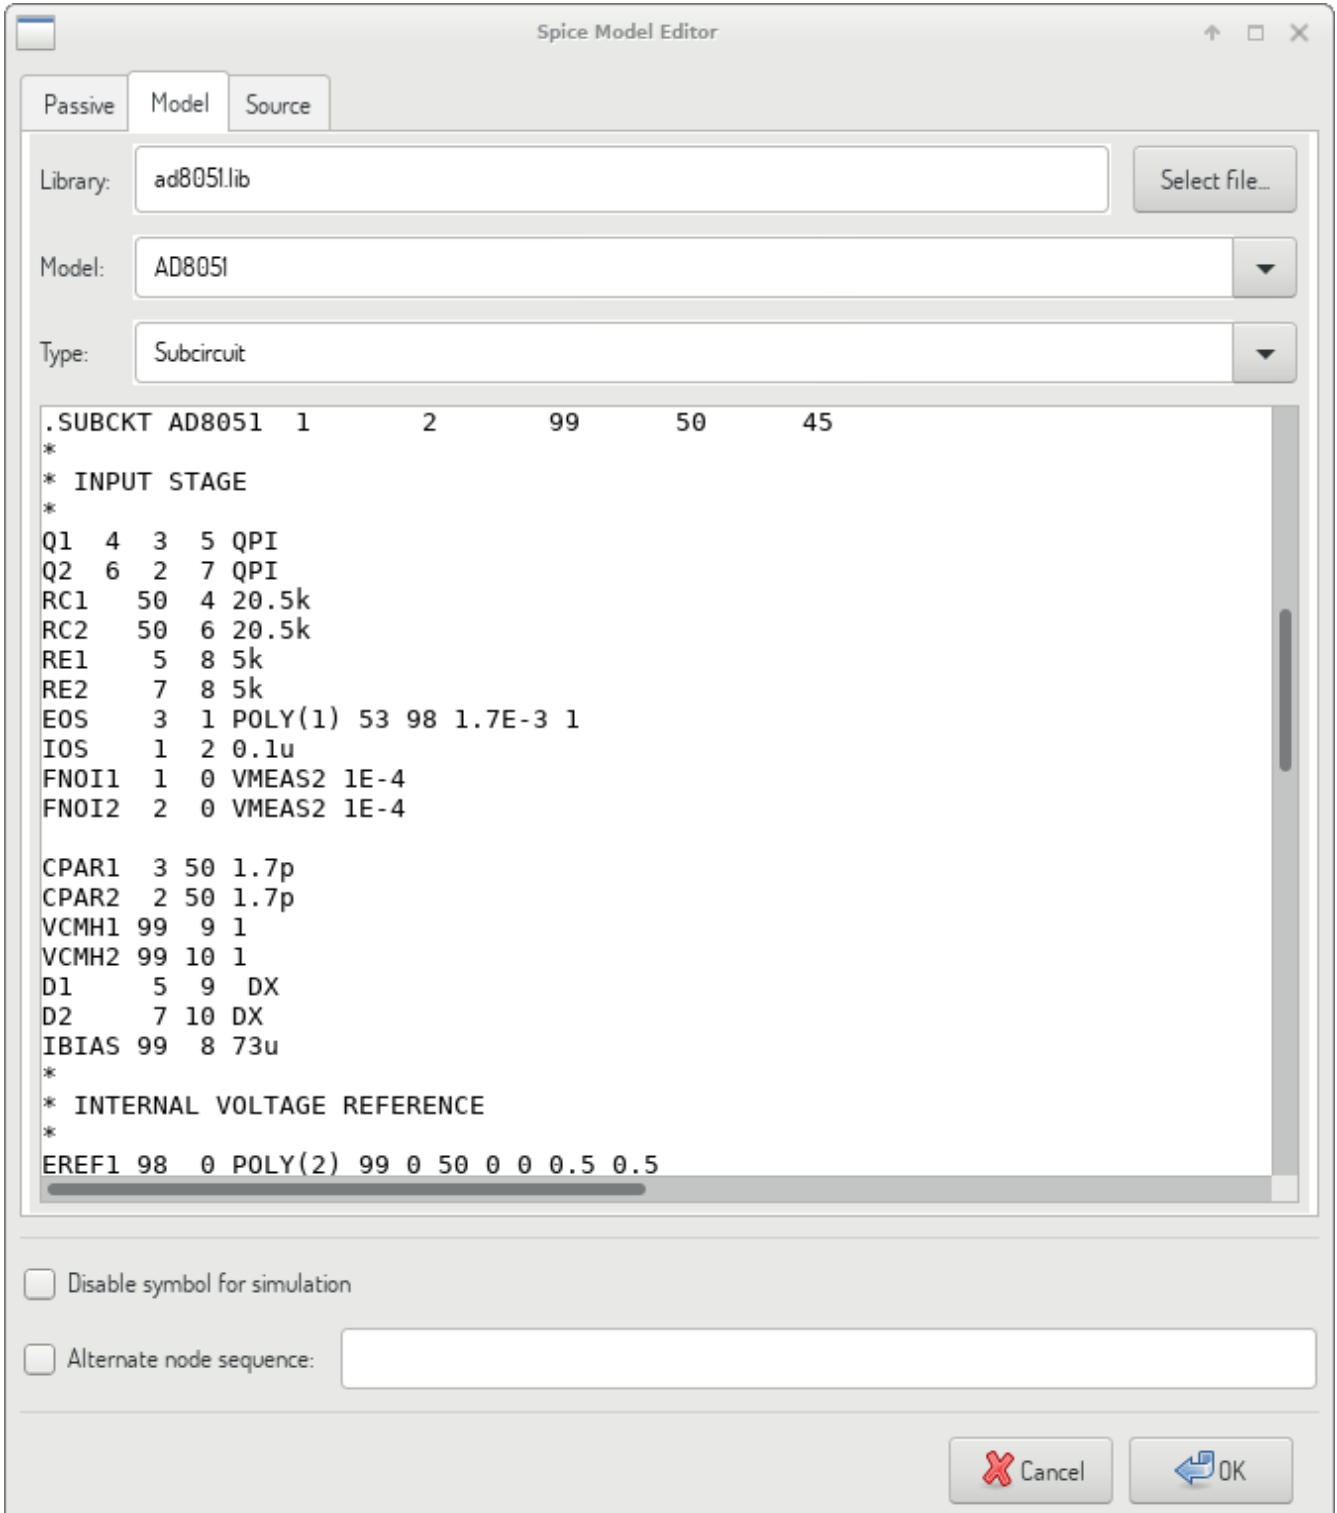 Spice Model Editor
Passive Model Source
Library: ad8051.lib Select file...
Model: AD8051
Type: Subcircuit
.SUBCKT AD8051  1       2       99      50      45
*
* INPUT STAGE
*
Q1  4  3  5 QPI
Q2  6  2  7 QPI
RC1   50  4 20.5k
RC2   50  6 20.5k
RE1    5  8 5k
RE2    7  8 5k
EOS    3  1 POLY(1) 53 98 1.7E-3 1
IOS    1  2 0.1u
FNOI1  1  0 VMEAS2 1E-4
FNOI2  2  0 VMEAS2 1E-4
CPAR1  3 50 1.7p
CPAR2  2 50 1.7p
VCMH1 99  9 1
VCMH2 99 10 1
D1     5  9  DX
D2     7 10 DX
IBIAS 99  8 73u
*
* INTERNAL VOLTAGE REFERENCE
*
EREF1 98  0 POLY(2) 99 0 50 0 0 0.5 0.5
Disable symbol for simulation
Alternate node sequence:
Cancel OK